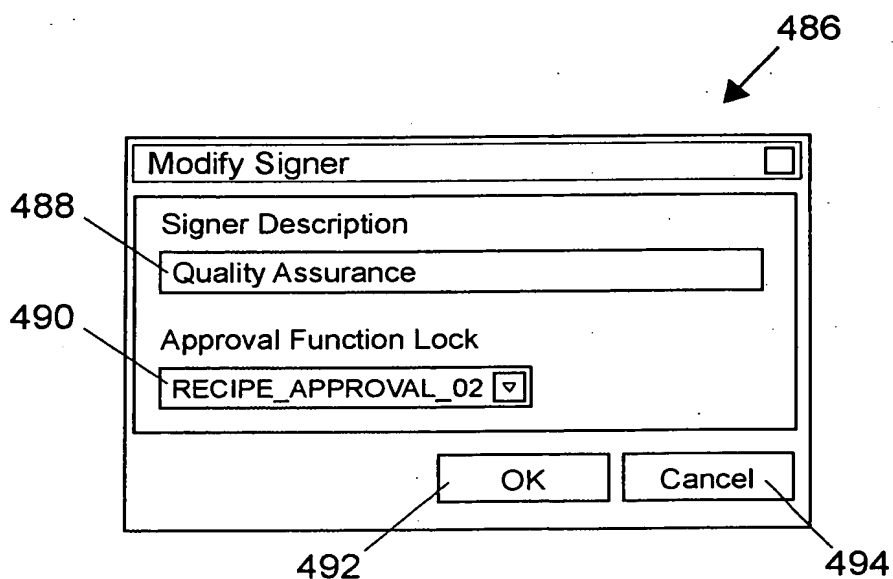 486
Modify Signer
488
Signer Description
Quality Assurance
490
Approval Function Lock
RECIPE_APPROVAL_02
OK
Cancel
492
494